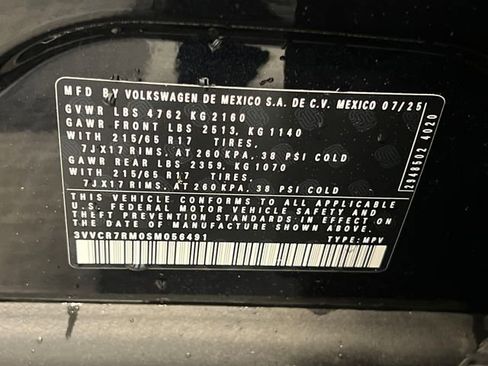 MFD BY VOLKSWAGEN DE MEXICO S.A. DE C.V. MEXICO 07/25
GVWR LBS 4762 KG 2160
GAWR FRONT LBS 2513, KG 1140
WITH 215/65 R17 TIRES,
7JX17 RIMS, AT 260 KPA, 38 PSI COLD
GAWR REAR LBS 2359, KG 1070
WITH 215/65 R17 TIRES,
7JX17 RIMS, AT 260 KPA, 38 PSI COLD
THIS VEHICLE CONFORMS TO ALL APPLICABLE
U.S. FEDERAL MOTOR VEHICLE SAFETY AND
THEFT PREVENTION STANDARDS IN EFFECT ON
THE DATE OF MANUFACTURE SHOWN ABOVE.
3VVCR7RM0SM056491 TYPE: MPV
2848502 4020